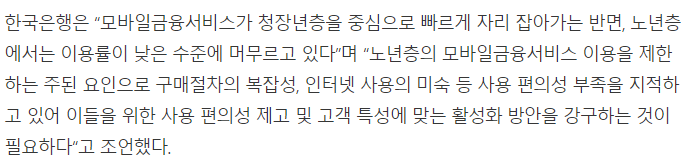 한국은행은 “모바일금융서비스가 청장년층을 중심으로 빠르게 자리 잡아가는 반면, 노년층
에서는 이용률이 낮은 수준에 머무르고 있다”며 “노년층의 모바일금융서비스 이용을 제한
하는 주된 요인으로 구매절차의 복잡성, 인터넷 사용의 미숙 등 사용 편의성 부족을 지적하
고 있어 이들을 위한 사용 편의성 제고 및 고객 특성에 맞는 활성화 방안을 강구하는 것이
필요하다”고 조언했다.